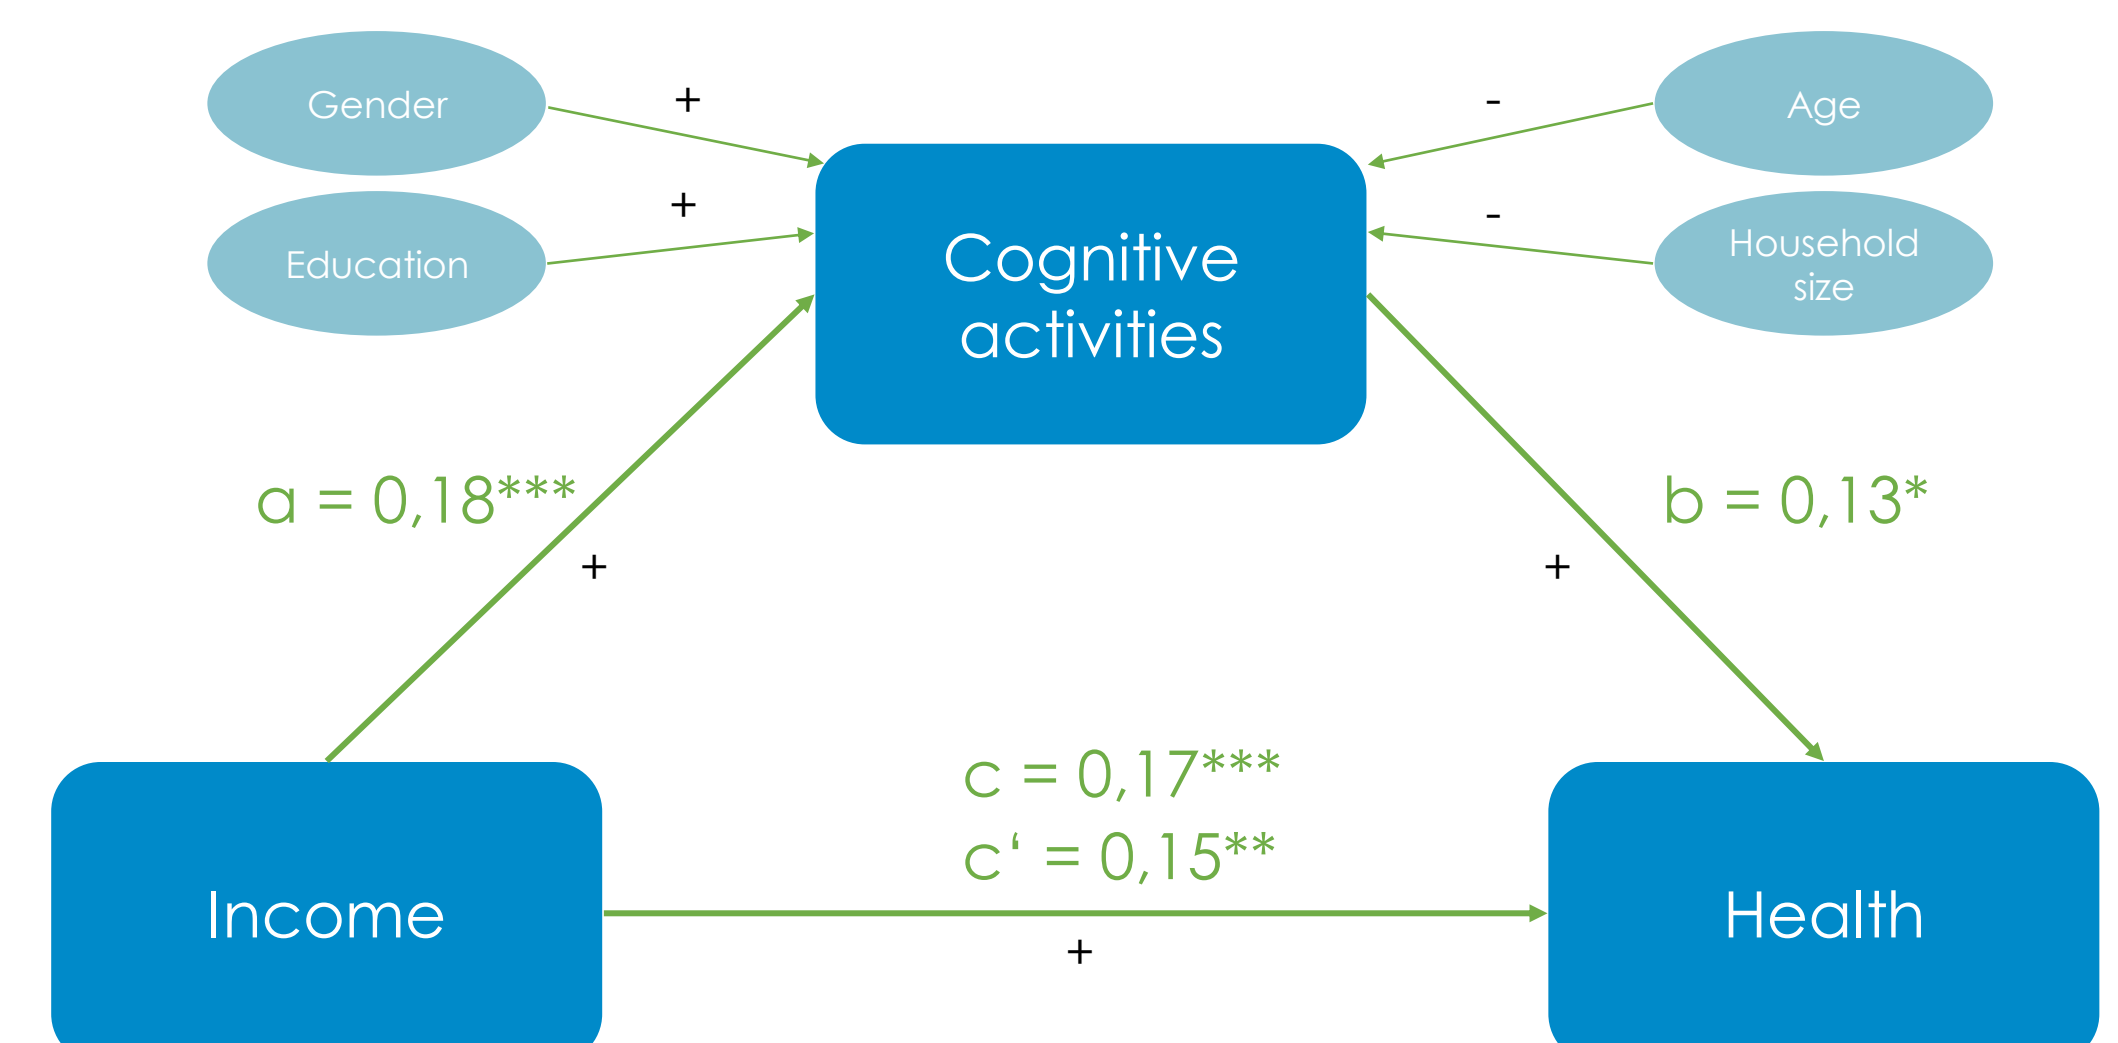 Gender
+
-
Age
Education
+
-
Household
size
Cognitive
activities
a = 0,18***
+
b = 0,13*
+
c = 0,17***
c‘ = 0,15**
+
Income
Health